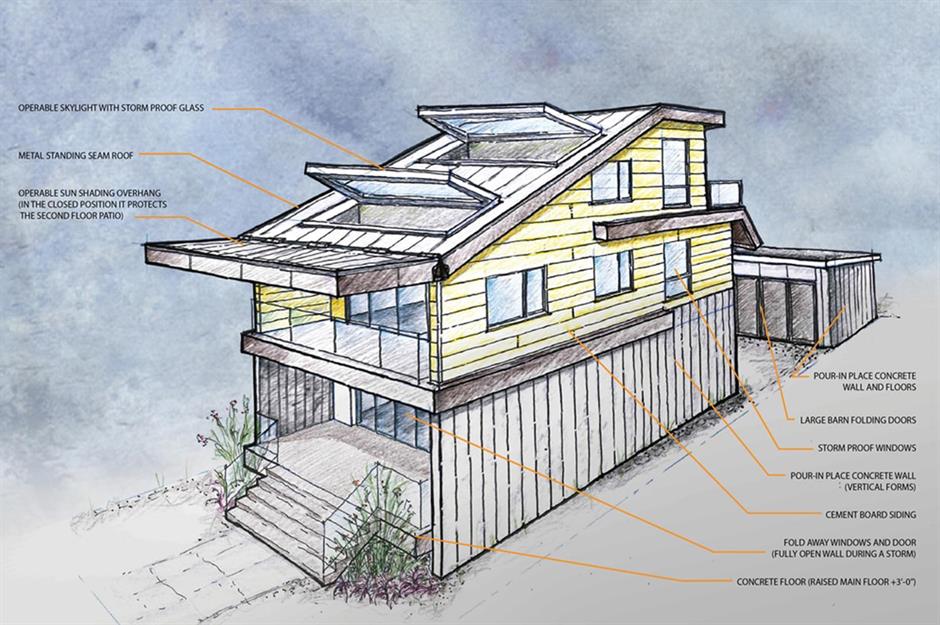 OPERABLE SKYLIGHT WITH STORM PROOF GLASS
METAL STANDING SEAM ROOF
OPERABLE SUN SHADING OVERHANG
(IN THE CLOSED POSITION IT PROTECTS
THE SECOND FLOOR PATIO)
POUR-IN PLACE CONCRETE
WALL AND FLOORS
LARGE BARN FOLDING DOORS
STORM PROOF WINDOWS
POUR-IN PLACE CONCRETE WALL
(VERTICAL FORMS)
CEMENT BOARD SIDING
FOLD AWAY WINDOWS AND DOOR
(FULLY OPEN WALL DURING A STORM)
CONCRETE FLOOR (RAISED MAIN FLOOR +3'-0")